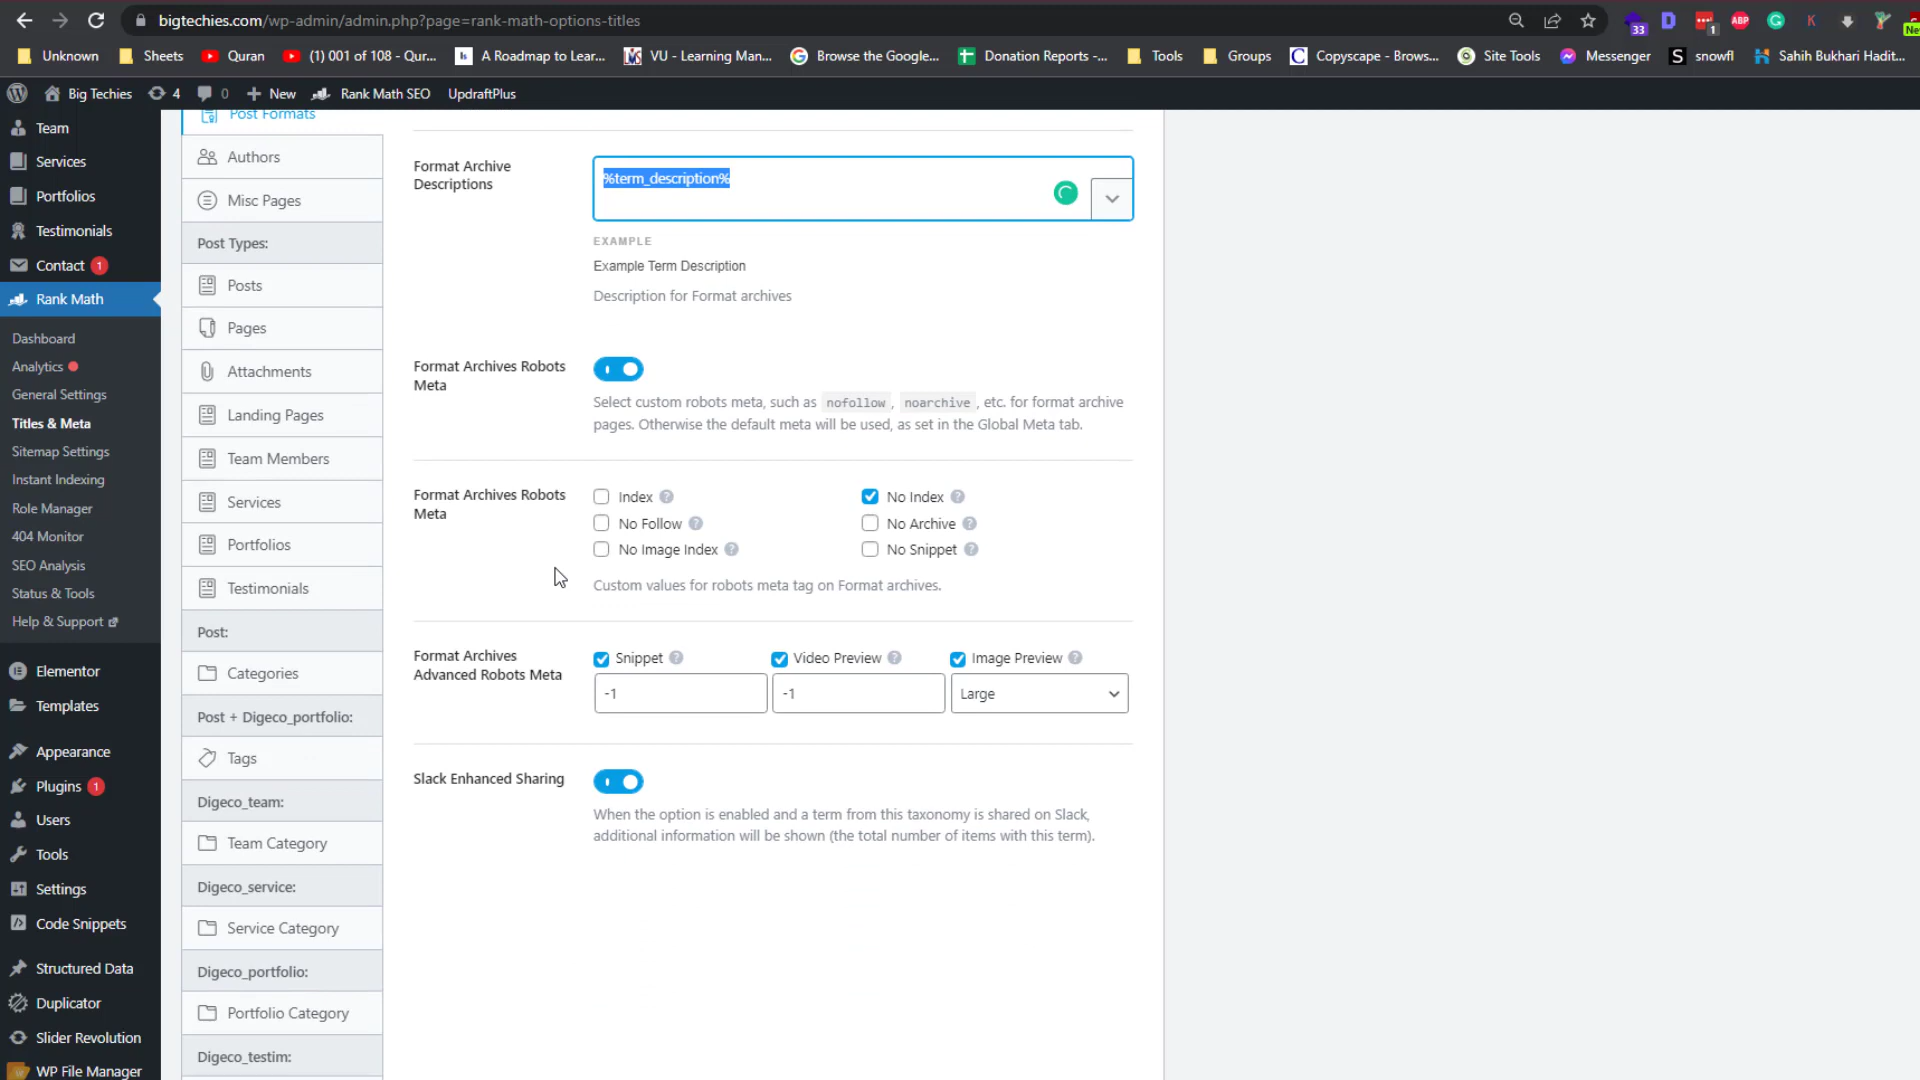 bigtechies.com/wp-admin/admin.php?page=rank-math-options-titles
33
D
1
ABP
K
New
Unknown
Sheets
Quran
(1) 001 of 108 - Qur...
A Roadmap to Lear...
VU - Learning Man...
Browse the Google...
Donation Reports -...
Tools
Groups
Copyscape - Brows...
Site Tools
Messenger
snowfl
Sahih Bukhari Hadit...
Big Techies
4
0
New
Rank Math SEO
UpdraftPlus
Team
Services
Portfolios
Testimonials
Contact 1
Rank Math
Dashboard
Analytics
General Settings
Titles & Meta
Sitemap Settings
Instant Indexing
Role Manager
404 Monitor
SEO Analysis
Status & Tools
Help & Support
Elementor
Templates
Appearance
Plugins 1
Users
Tools
Settings
Code Snippets
Structured Data
Duplicator
Slider Revolution
WP File Manager
Post Formats
Authors
Misc Pages
Post Types:
Posts
Pages
Attachments
Landing Pages
Team Members
Services
Portfolios
Testimonials
Post:
Categories
Post + Digeco_portfolio:
Tags
Digeco_team:
Team Category
Digeco_service:
Service Category
Digeco_portfolio:
Portfolio Category
Digeco_testim:
Format Archive
Descriptions
%term_description%
EXAMPLE
Example Term Description
Description for Format archives
Format Archives Robots
Meta
Select custom robots meta, such as nofollow, noarchive, etc. for format archive
pages. Otherwise the default meta will be used, as set in the Global Meta tab.
Format Archives Robots
Meta
Index ?
No Index ?
No Follow ?
No Archive ?
No Image Index ?
No Snippet ?
Custom values for robots meta tag on Format archives.
Format Archives
Advanced Robots Meta
Snippet ?
Video Preview ?
Image Preview ?
-1
-1
Large
Slack Enhanced Sharing
When the option is enabled and a term from this taxonomy is shared on Slack,
additional information will be shown (the total number of items with this term).